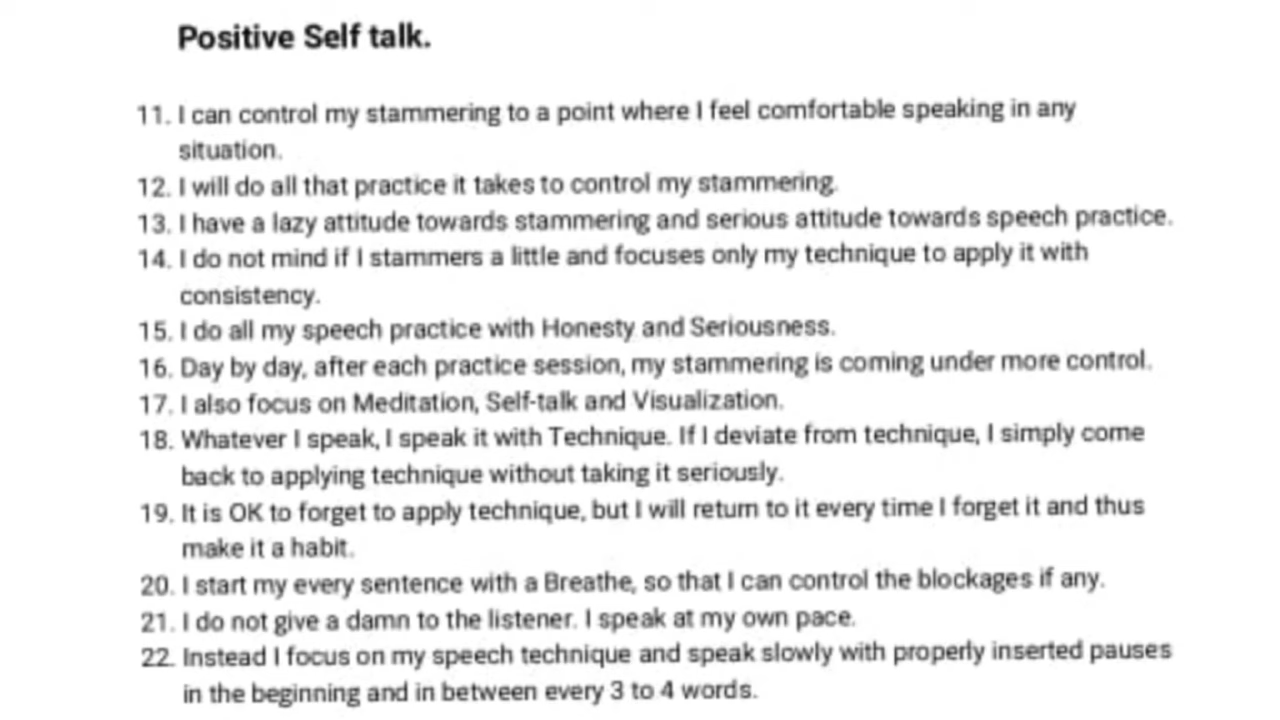 Positive Self talk.
11. I can control my stammering to a point where I feel comfortable speaking in any
situation.
12. I will do all that practice it takes to control my stammering.
13. I have a lazy attitude towards stammering and serious attitude towards speech practice.
14. I do not mind if I stammers a little and focuses only my technique to apply it with
consistency.
15. I do all my speech practice with Honesty and Seriousness.
16. Day by day, after each practice session, my stammering is coming under more control.
17. I also focus on Meditation, Self-talk and Visualization.
18. Whatever I speak, I speak it with Technique. If I deviate from technique, I simply come
back to applying technique without taking it seriously.
19. It is OK to forget to apply technique, but I will return to it every time I forget it and thus
make it a habit.
20. I start my every sentence with a Breathe, so that I can control the blockages if any.
21. I do not give a damn to the listener. I speak at my own pace.
22. Instead I focus on my speech technique and speak slowly with properly inserted pauses
in the beginning and in between every 3 to 4 words.